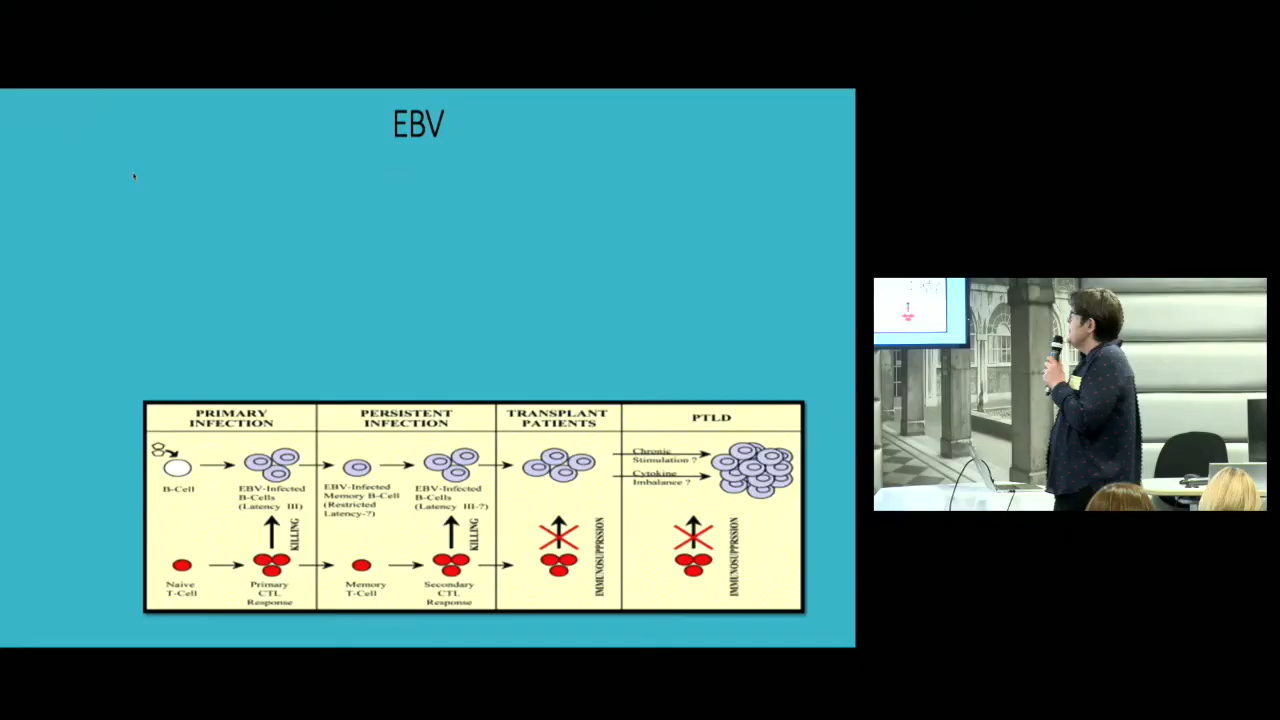 EBV
PRIMARY
INFECTION
PERSISTENT
INFECTION
TRANSPLANT
PATIENTS
PTLD
B-Cell
EBV-Infected
B-Cells
(Latency III)
EBV-Infected
Memory B-Cell
(Restricted
Latency-?)
EBV-Infected
B-Cells
(Latency III-?)
Chronic
Stimulation ?
Cytokine
Imbalance ?
KILLING
KILLING
IMMUNOSUPPRSSION
IMMUNOSUPPRSSION
Naive
T-Cell
Primary
CTL
Response
Memory
T-Cell
Secondary
CTL
Response